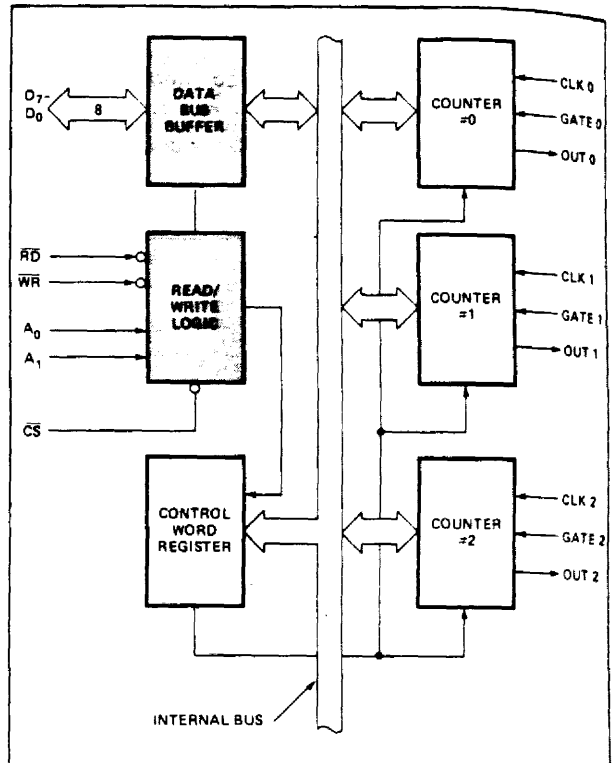 D7-
D0
8
DATA
BUS
BUFFER
RD
WR
A0
A1
CS
READ/
WRITE
LOGIC
CONTROL
WORD
REGISTER
INTERNAL BUS
COUNTER
=0
CLK 0
GATE 0
OUT 0
COUNTER
=1
CLK 1
GATE 1
OUT 1
COUNTER
=2
CLK 2
GATE 2
OUT 2